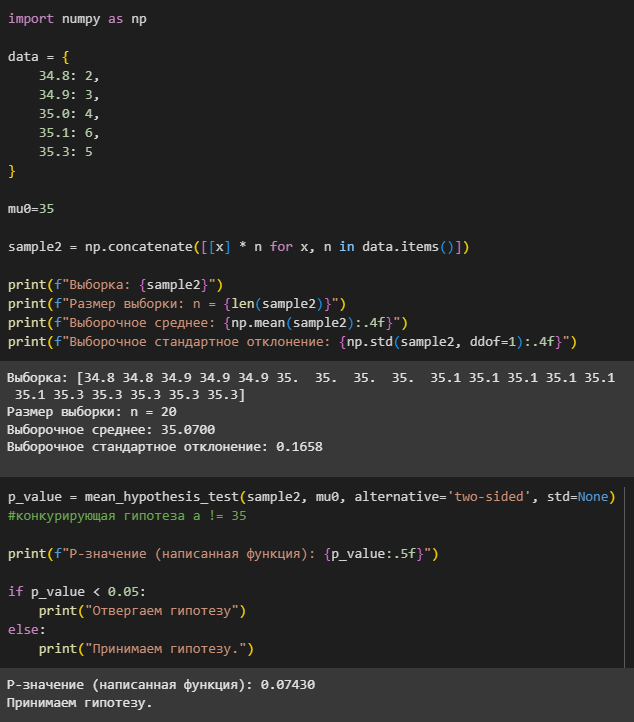 import numpy as np
data = {
    34.8: 2,
    34.9: 3,
    35.0: 4,
    35.1: 6,
    35.3: 5
}
mu0=35
sample2 = np.concatenate([[x] * n for x, n in data.items()])
print(f"Выборка: {sample2}")
print(f"Размер выборки: n = {len(sample2)}")
print(f"Выборочное среднее: {np.mean(sample2):.4f}")
print(f"Выборочное стандартное отклонение: {np.std(sample2, ddof=1):.4f}")
Выборка: [34.8 34.8 34.9 34.9 34.9 35.  35.  35.  35.  35.1 35.1 35.1 35.1 35.1
 35.1 35.3 35.3 35.3 35.3 35.3]
Размер выборки: n = 20
Выборочное среднее: 35.0700
Выборочное стандартное отклонение: 0.1658
p_value = mean_hypothesis_test(sample2, mu0, alternative='two-sided', std=None)
#конкурирующая гипотеза a != 35
print(f"P-значение (написанная функция): {p_value:.5f}")
if p_value < 0.05:
    print("Отвергаем гипотезу")
else:
    print("Принимаем гипотезу.")
P-значение (написанная функция): 0.07430
Принимаем гипотезу.